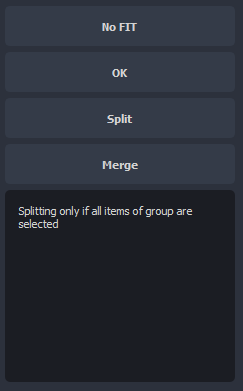 No FIT
OK
Split
Merge
Splitting only if all items of group are
selected